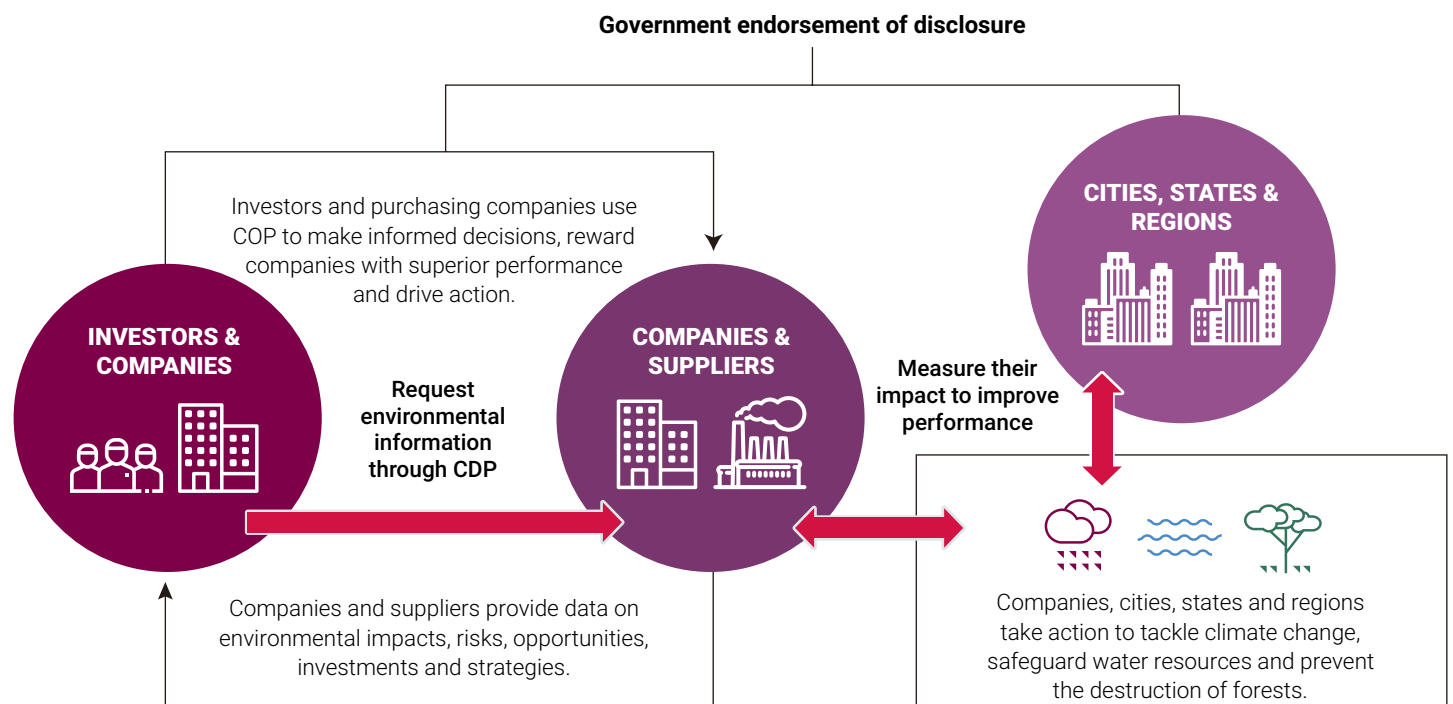 Government endorsement of disclosure
Investors and purchasing companies use
COP to make informed decisions, reward
companies with superior performance
and drive action.
CITIES, STATES &
REGIONS
INVESTORS &
COMPANIES
Request
environmental
information
through CDP
COMPANIES &
SUPPLIERS
Measure their
impact to improve
performance
Companies and suppliers provide data on
environmental impacts, risks, opportunities,
investments and strategies.
Companies, cities, states and regions
take action to tackle climate change,
safeguard water resources and prevent
the destruction of forests.